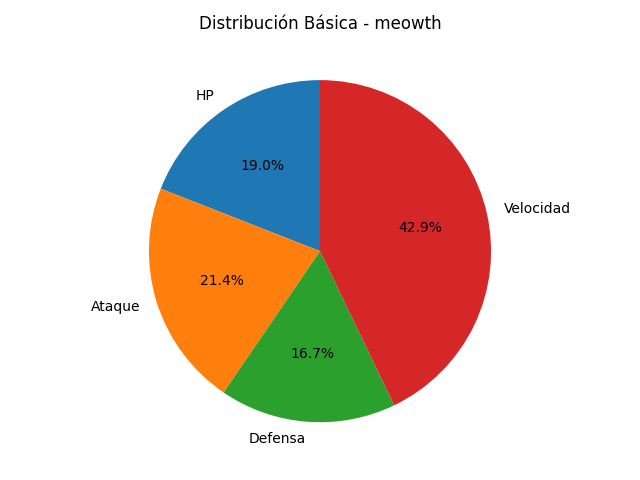 Distribución Básica - meowth
HP
19.0%
Velocidad
42.9%
21.4%
Ataque
16.7%
Defensa